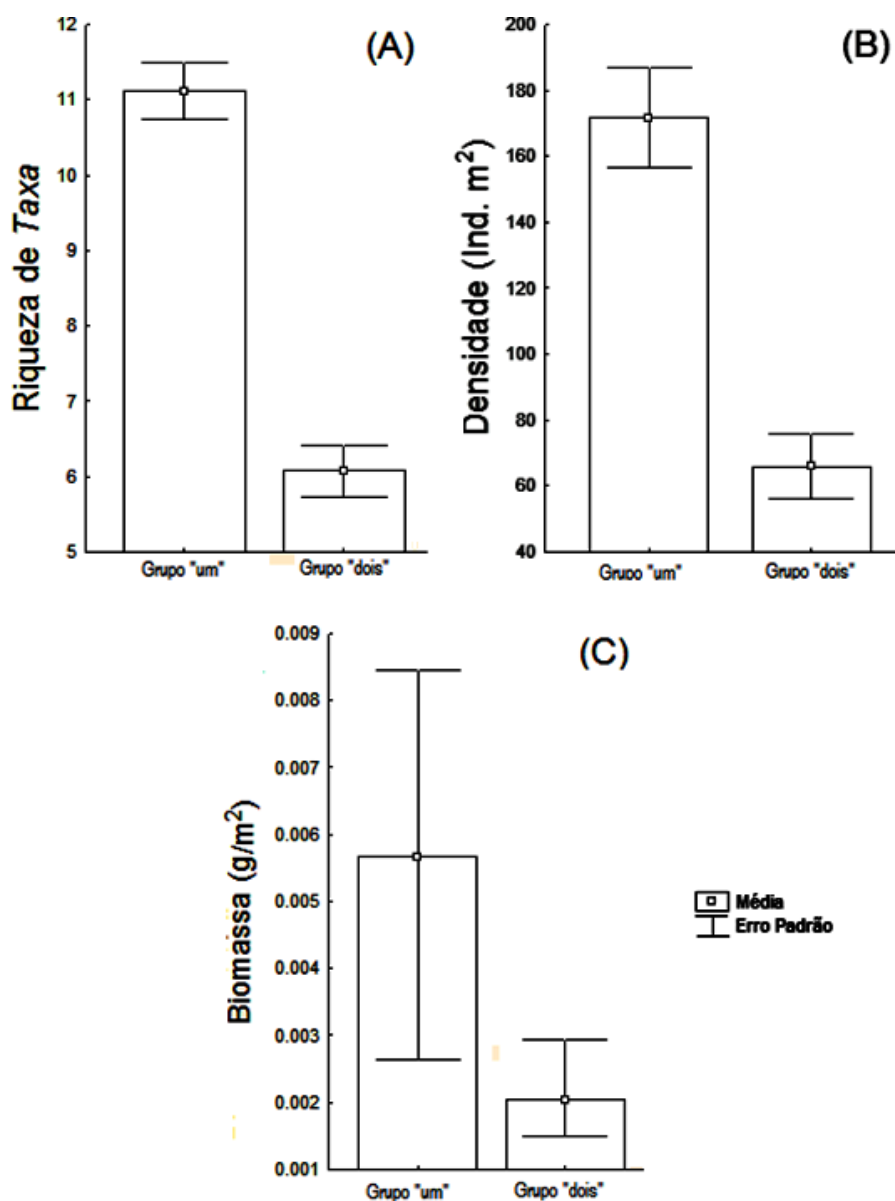 (A)
Riqueza de Taxa
12
11
10
9
8
7
6
5
Grupo "um" Grupo "dois"
(B)
Densidade (Ind. m²)
200
180
160
140
120
100
80
60
40
Grupo "um" Grupo "dois"
(C)
Biomassa (g/m²)
0.009
0.008
0.007
0.006
0.005
0.004
0.003
0.002
0.001
Grupo "um" Grupo "dois"
Média
Erro Padrão